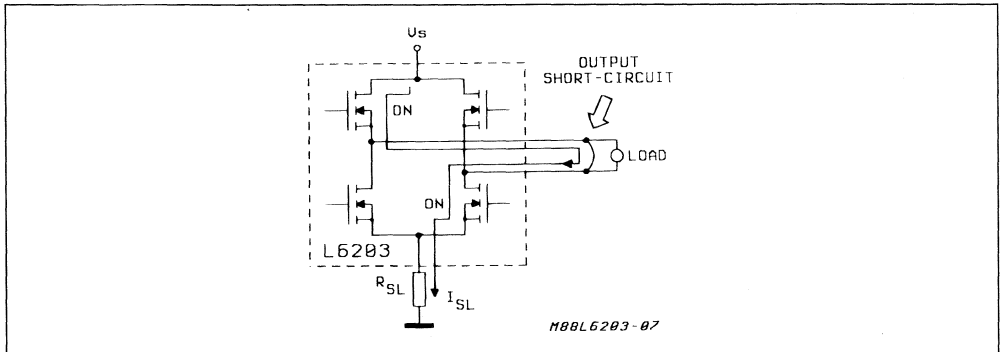 Vs
OUTPUT
SHORT-CIRCUIT
ON
LOAD
ON
L6203
RSL
ISL
M88L6203-07